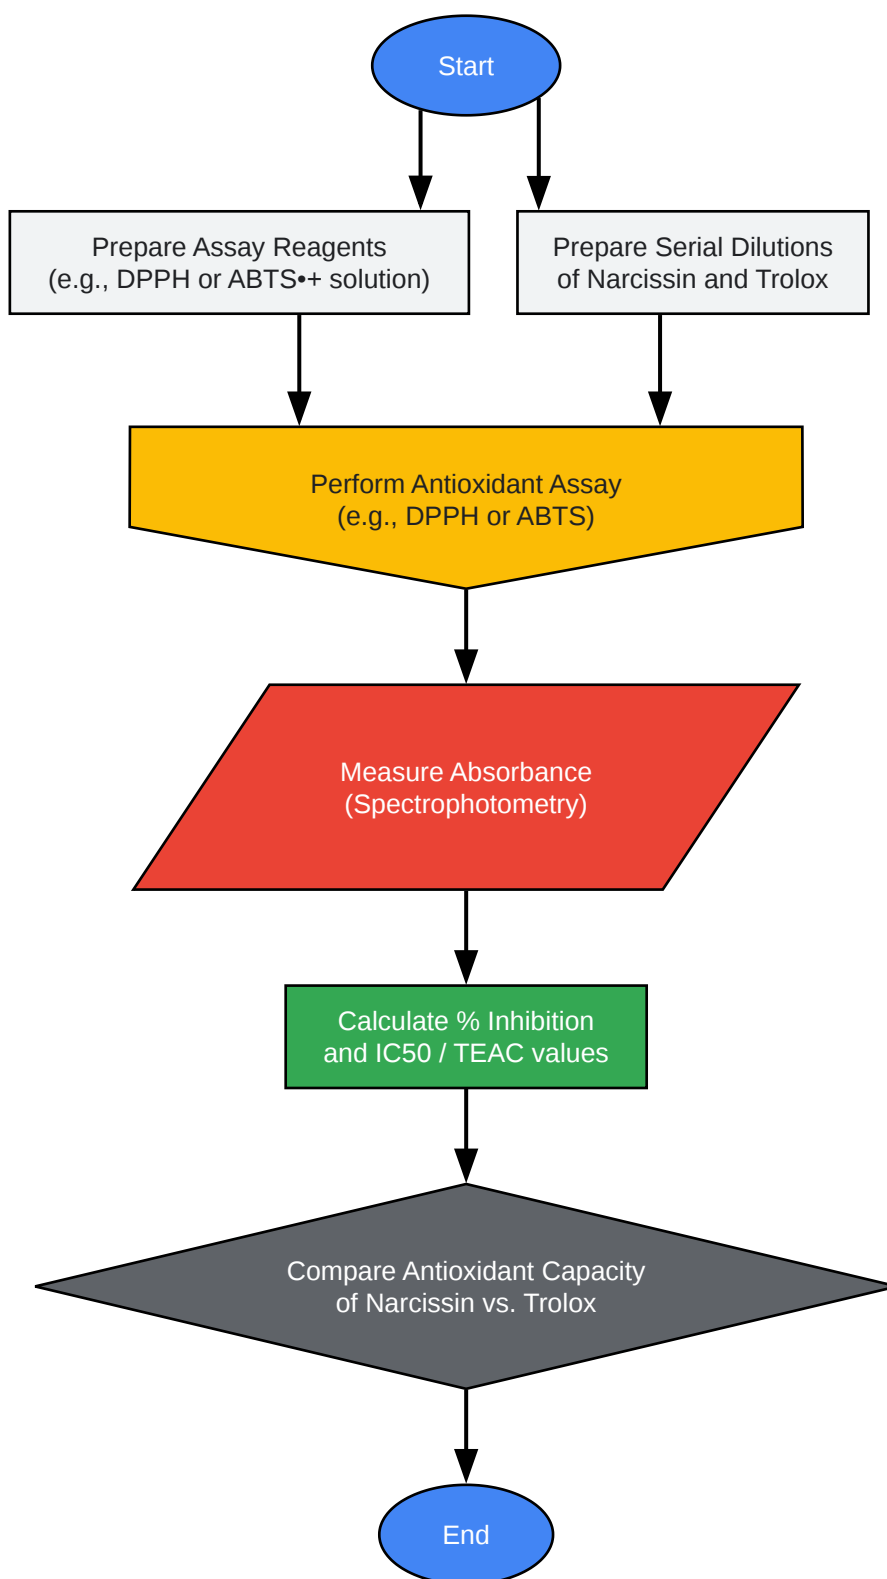 Start
Prepare Assay Reagents
(e.g., DPPH or ABTS•+ solution)
Prepare Serial Dilutions
of Narcissin and Trolox
Perform Antioxidant Assay
(e.g., DPPH or ABTS)
Measure Absorbance
(Spectrophotometry)
Calculate % Inhibition
and IC50 / TEAC values
Compare Antioxidant Capacity
of Narcissin vs. Trolox
End